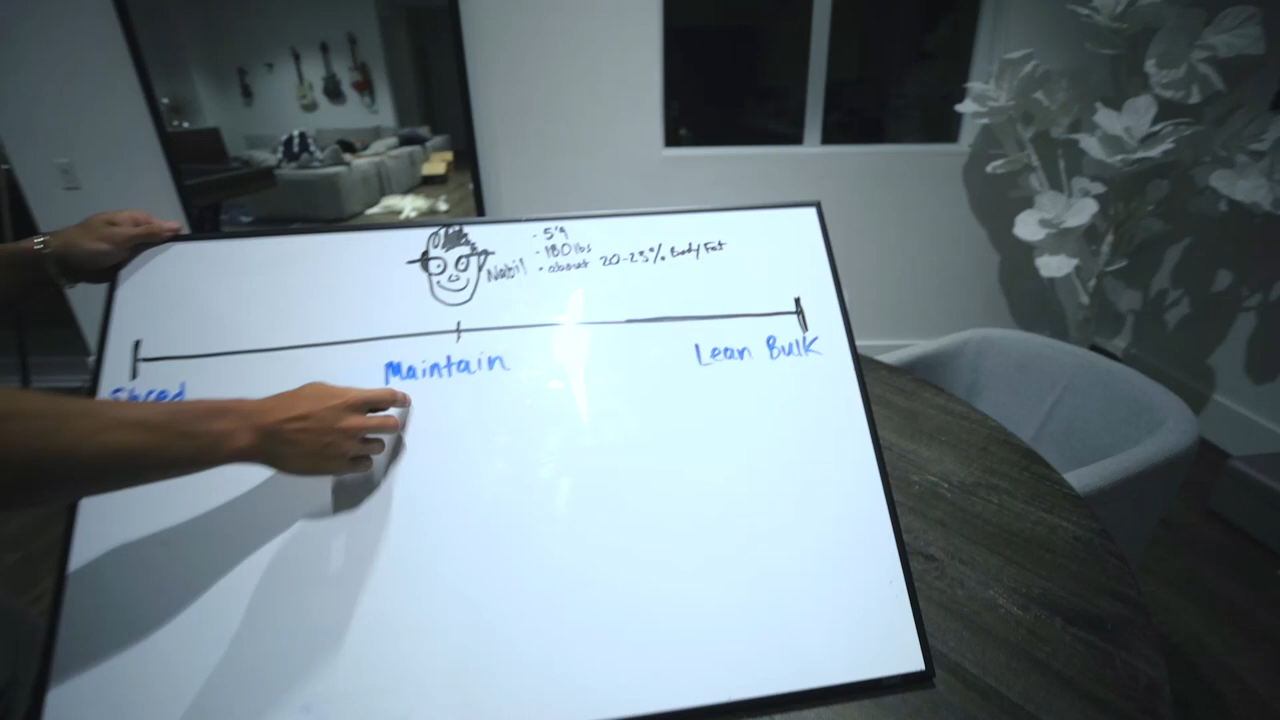 - 5'9
- 180 lbs
Nabil - about 20-25% Body Fat
Shred Maintain Lean Bulk